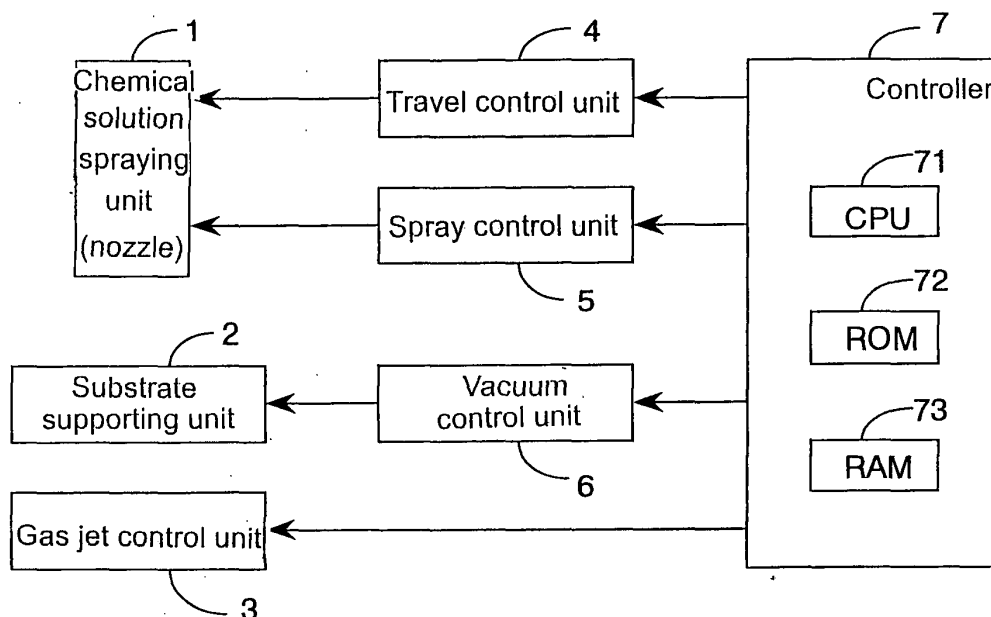 1
Chemical
solution
spraying
unit
(nozzle)
4
Travel control unit
7
Controller
71
CPU
Spray control unit
5
72
ROM
2
Substrate
supporting unit
Vacuum
control unit
6
73
RAM
Gas jet control unit
3